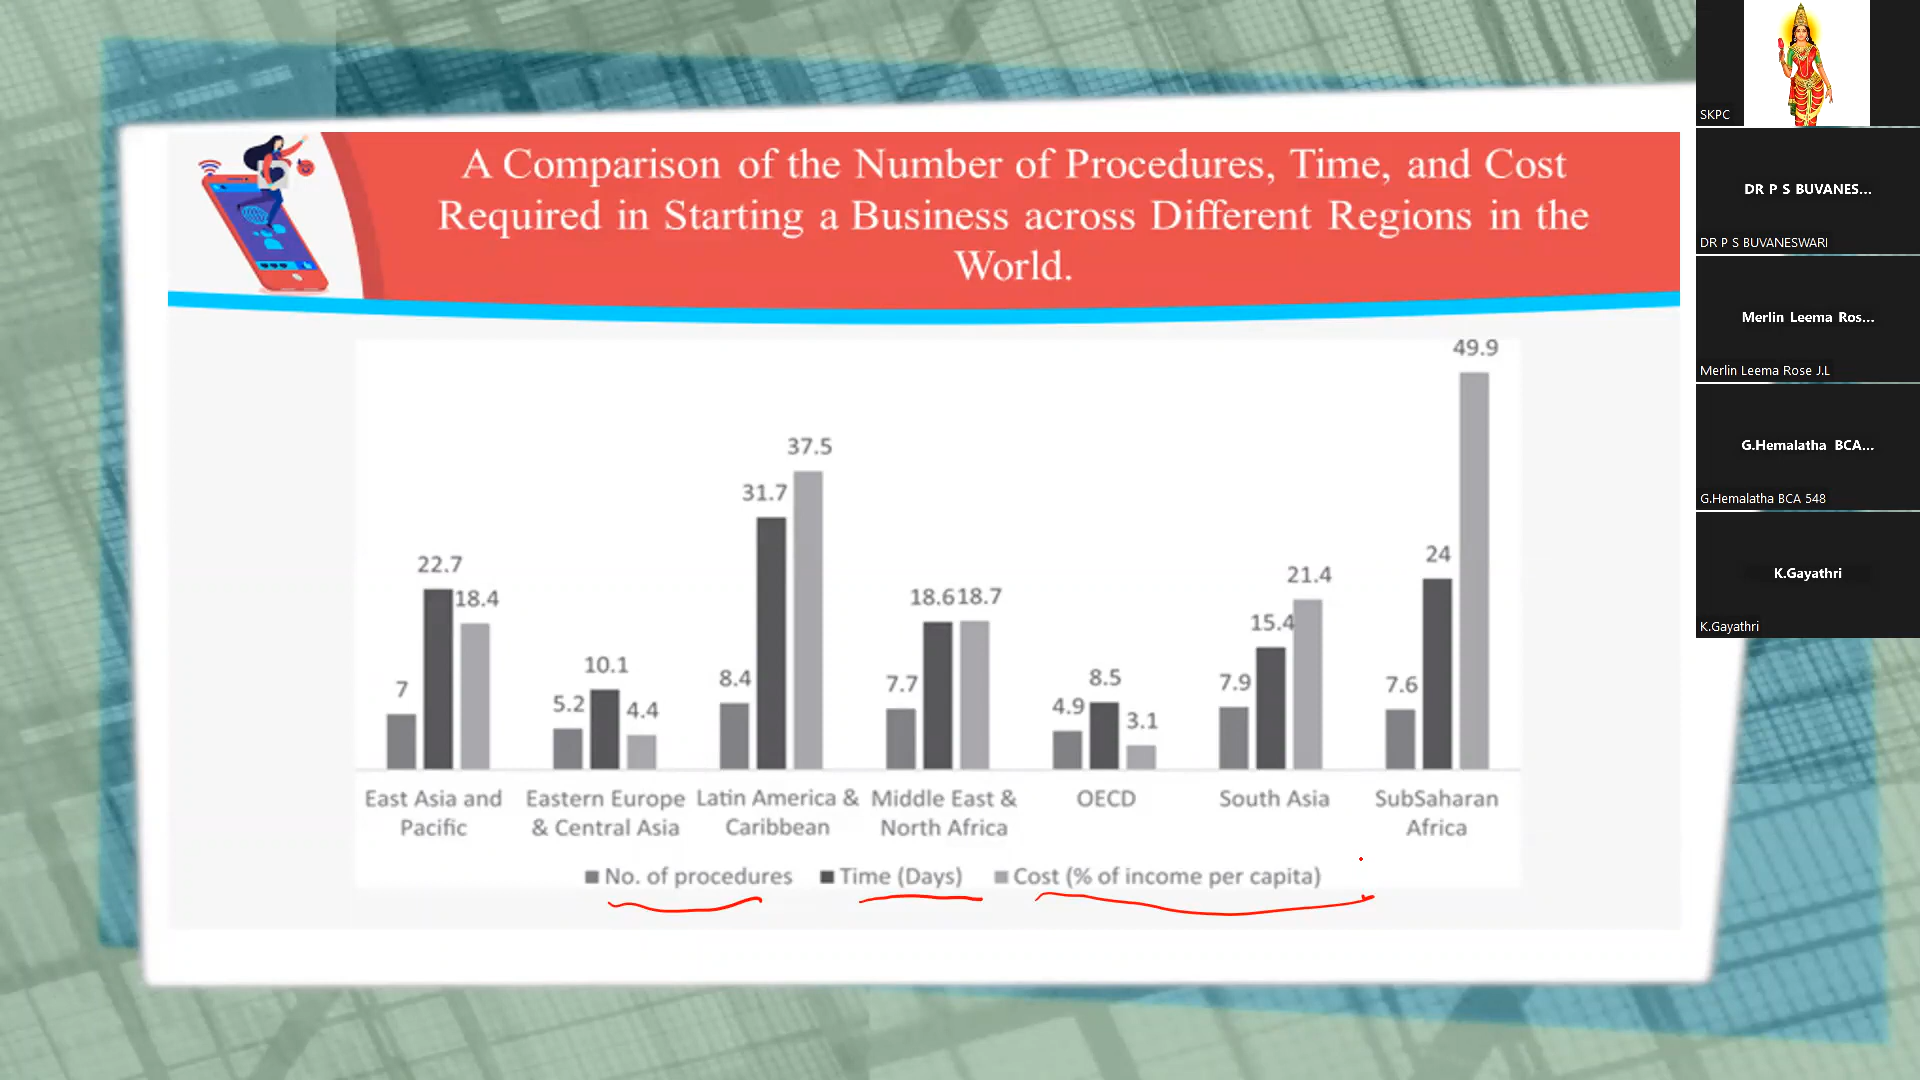 A Comparison of the Number of Procedures, Time, and Cost
Required in Starting a Business across Different Regions in the
World.
49.9
37.5
31.7
22.7
18.4
7
10.1
5.2
4.4
8.4
18.6
18.7
7.7
8.5
4.9
3.1
21.4
15.4
7.9
24
7.6
East Asia and
Pacific
Eastern Europe
& Central Asia
Latin America &
Caribbean
Middle East &
North Africa
OECD
South Asia
SubSaharan
Africa
No. of procedures
Time (Days)
Cost (% of income per capita)
SKPC
DR P S BUVANES...
DR P S BUVANESWARI
Merlin Leema Ros...
Merlin Leema Rose J.L
G.Hemalatha BCA...
G.Hemalatha BCA 548
K.Gayathri
K.Gayathri